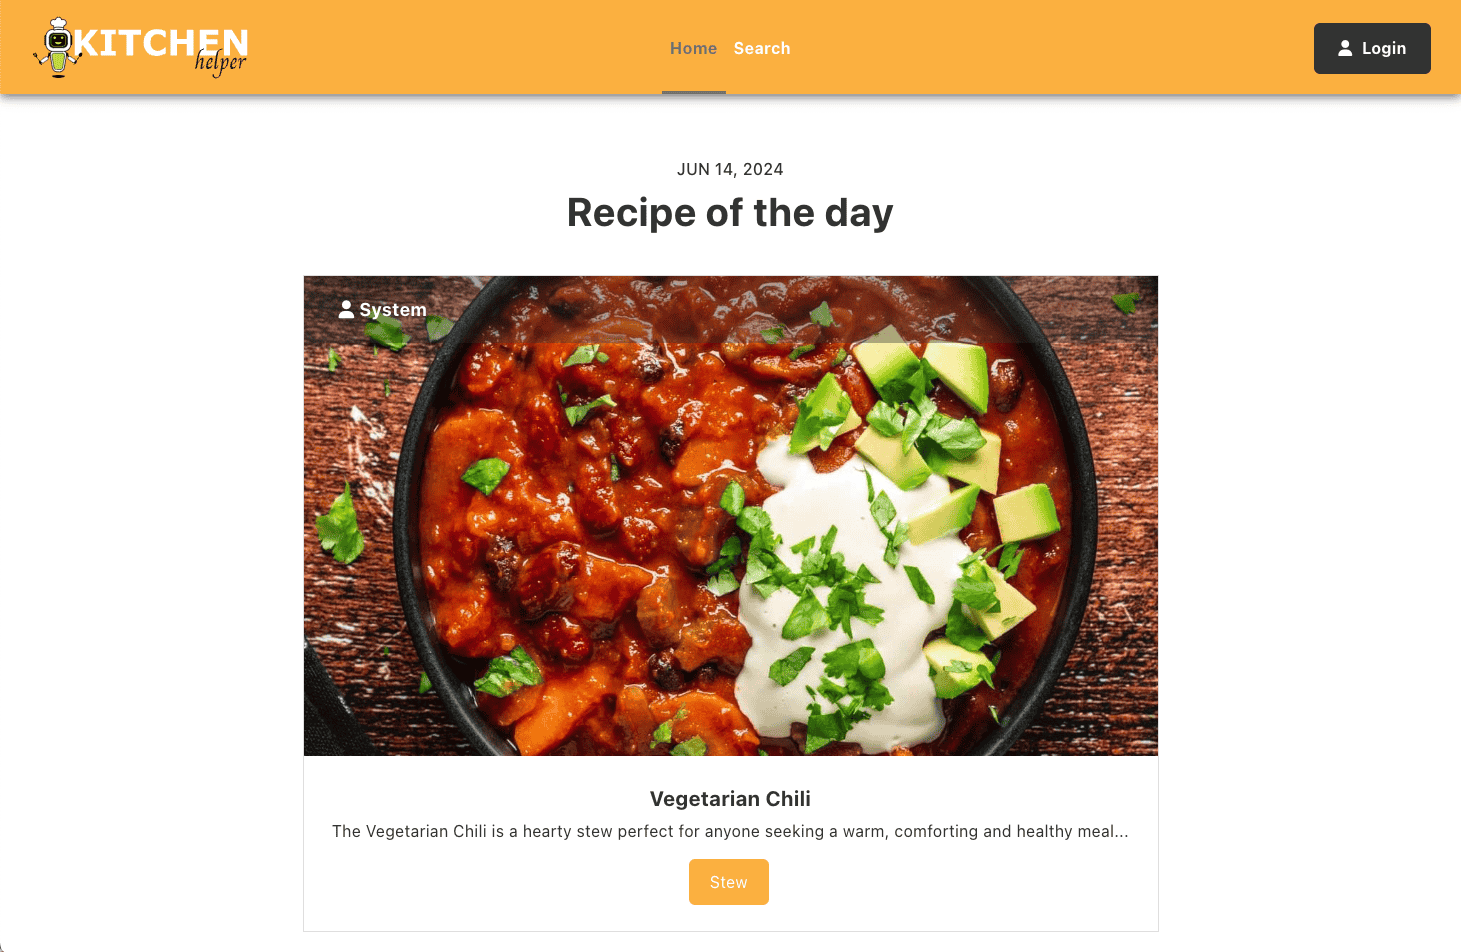 KITCHEN
helper
Home Search
Login
JUN 14, 2024
Recipe of the day
System
Vegetarian Chili
The Vegetarian Chili is a hearty stew perfect for anyone seeking a warm, comforting and healthy meal...
Stew